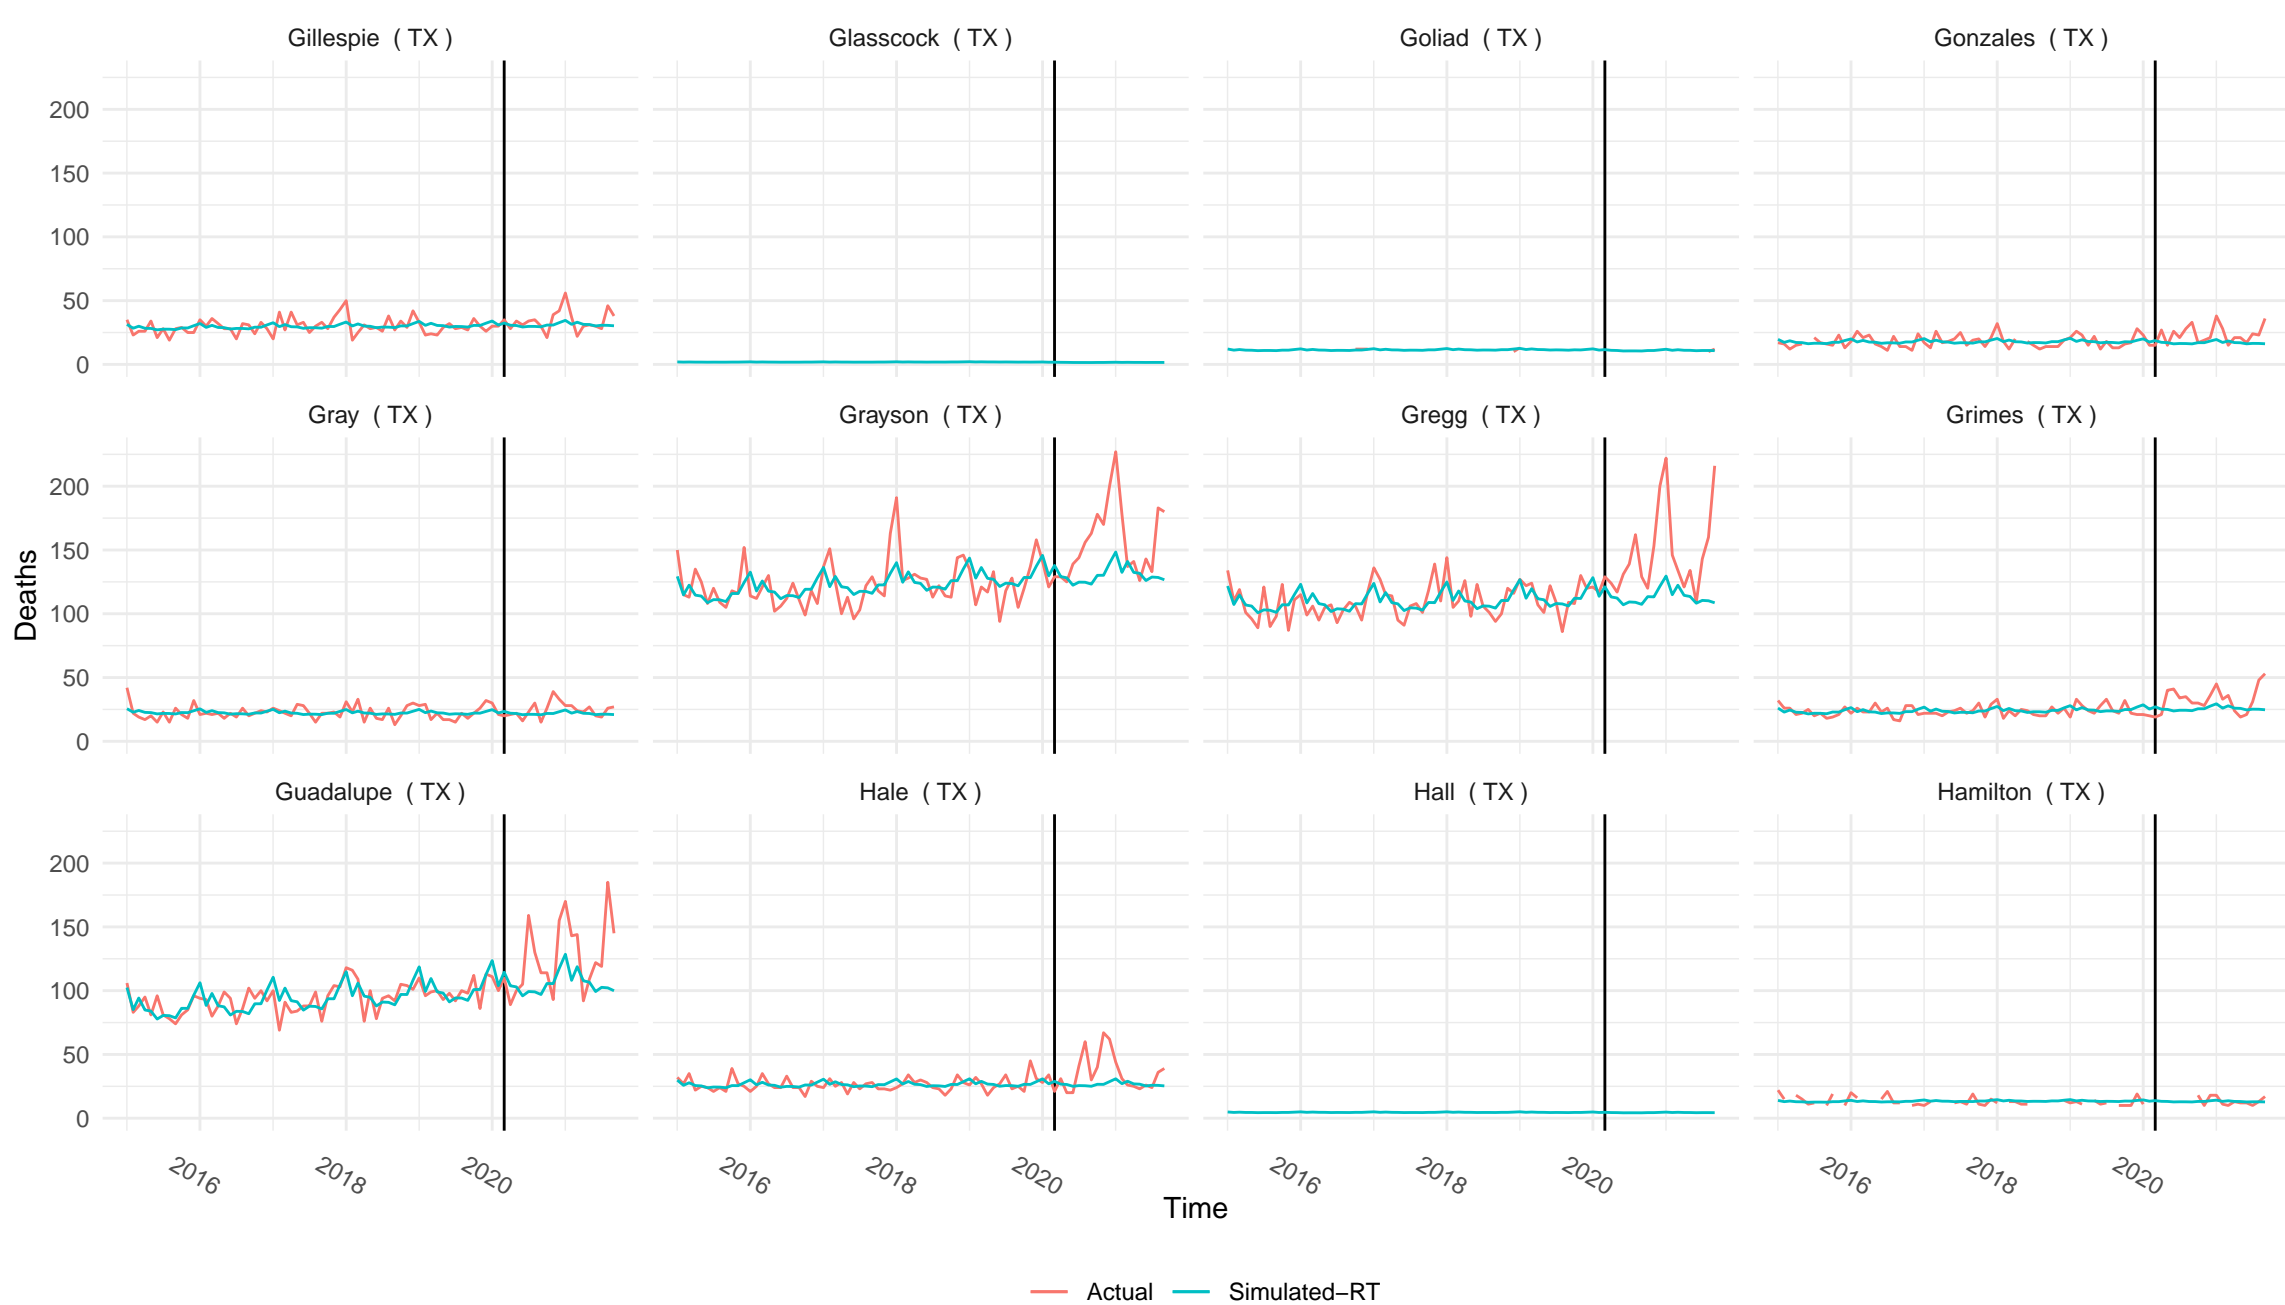 Gillespie ( TX ) Glasscock ( TX ) Goliad ( TX ) Gonzales ( TX )
200
150
100
50
0
Gray ( TX ) Grayson ( TX ) Gregg ( TX ) Grimes ( TX )
200
150
100
50
0
Deaths
Guadalupe ( TX ) Hale ( TX ) Hall ( TX ) Hamilton ( TX )
200
150
100
50
0
2016 2018 2020 2016 2018 2020 2016 2018 2020 2016 2018 2020
Time
Actual Simulated−RT